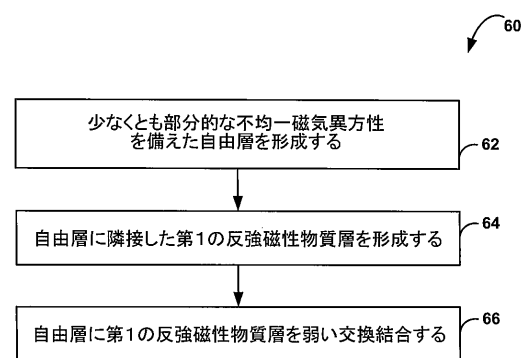 60
少なくとも部分的な不均一磁気異方性
を備えた自由層を形成する
62
自由層に隣接した第1の反強磁性物質層を形成する
64
自由層に第1の反強磁性物質層を弱い交換結合する
66